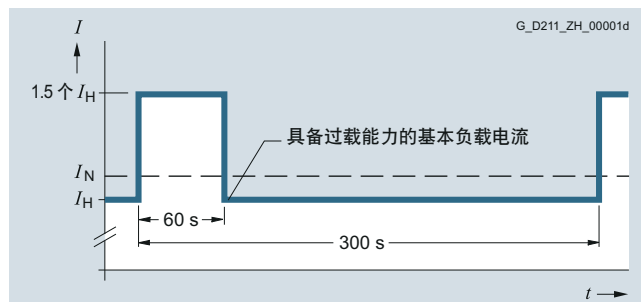 G_D211_ZH_00001d
I
1.5 个 IH
具备过载能力的基本负载电流
IN
IH
60 s
300 s
t